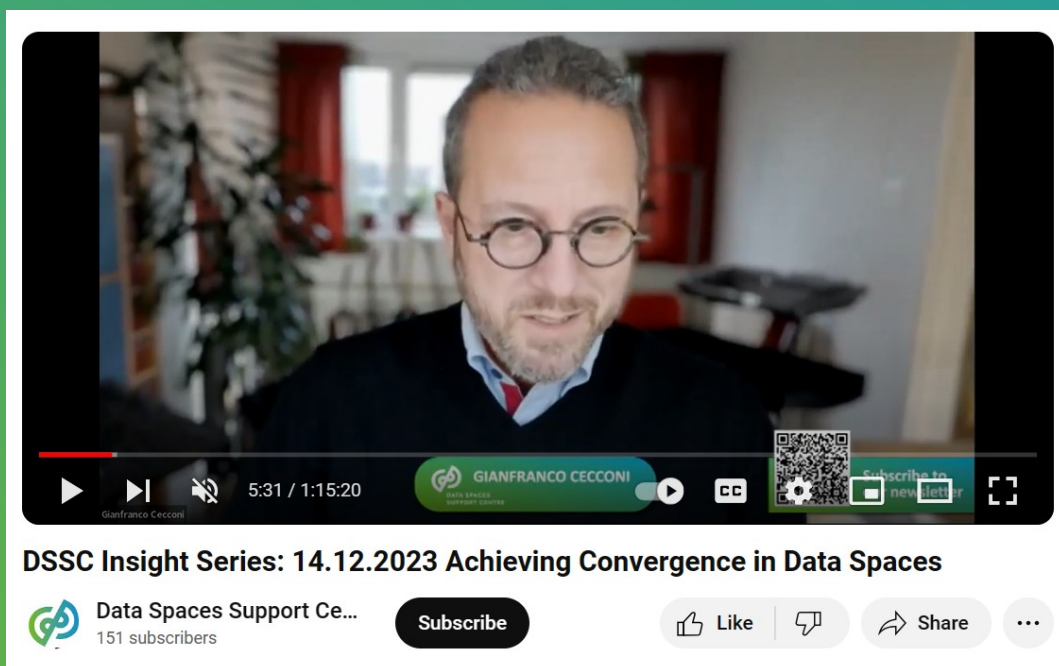 GIANFRANCO CECCONI
DATA SPACES
SUPPORT CENTRE
Subscribe to
newsletter
5:31 / 1:15:20
CC
Gianfranco Cecconi
DSSC Insight Series: 14.12.2023 Achieving Convergence in Data Spaces
Data Spaces Support Ce...
151 subscribers
Subscribe
Like
Share